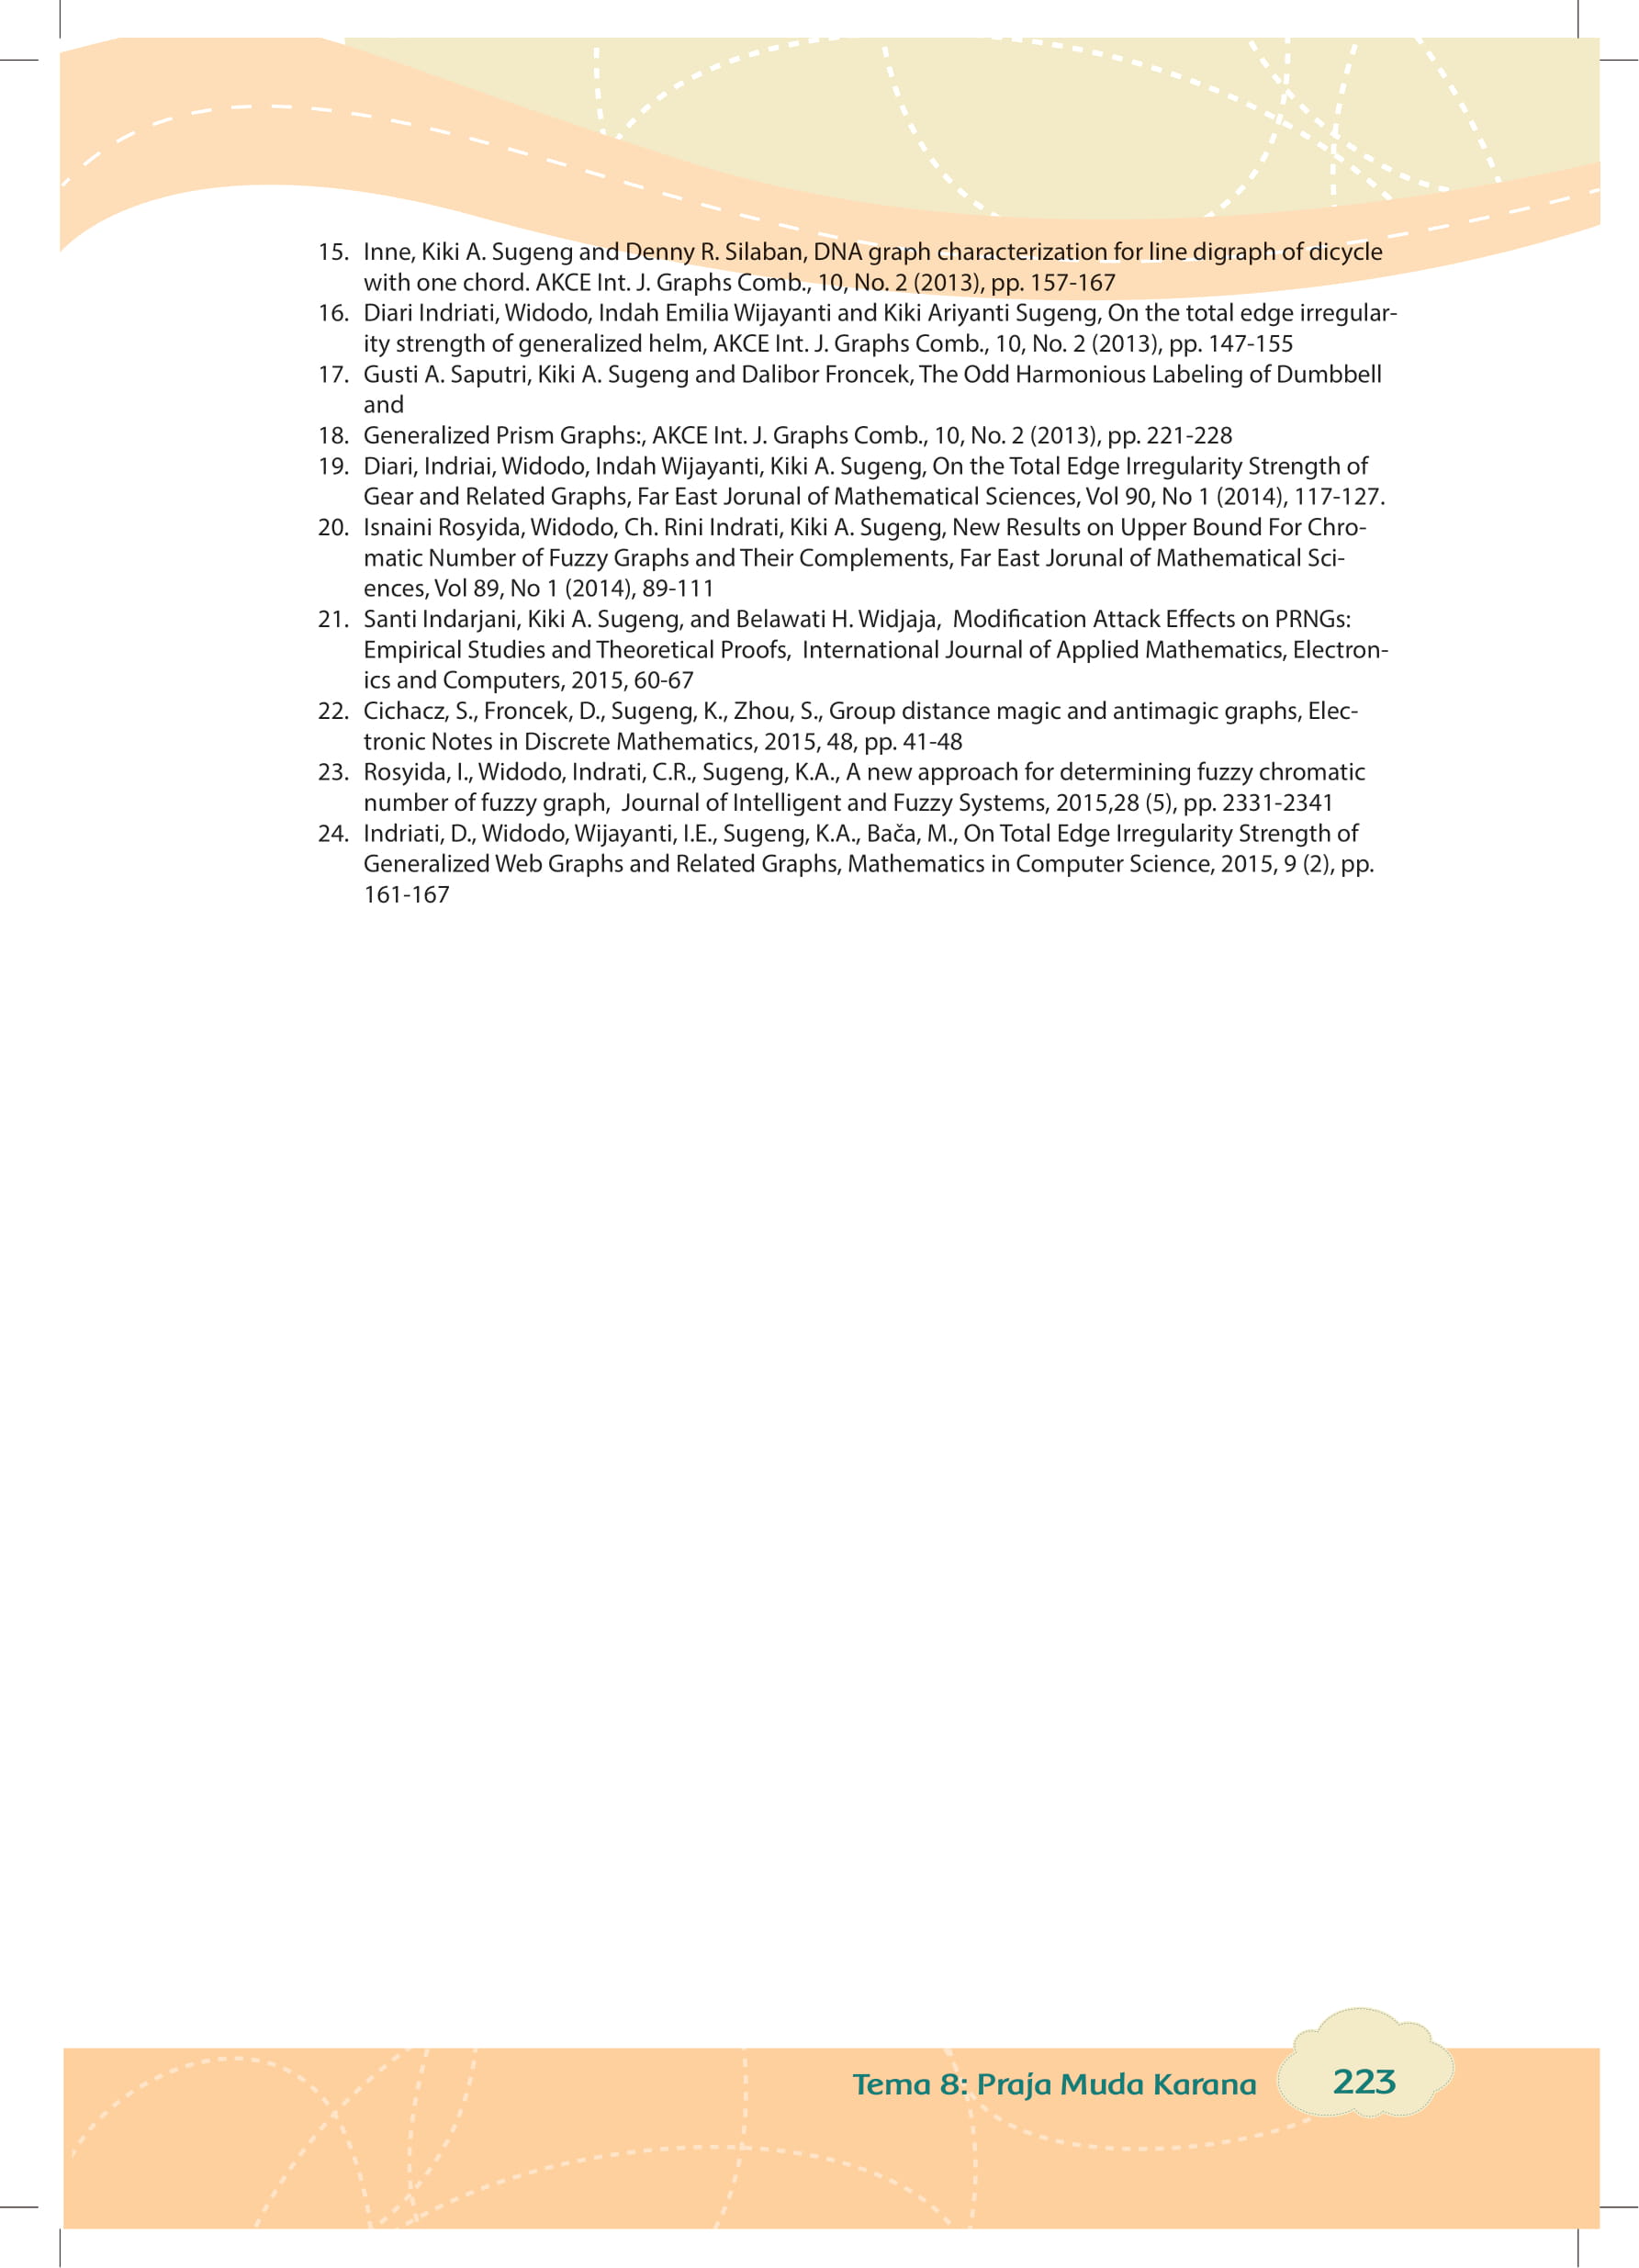 15. Inne, Kiki A. Sugeng and Denny R. Silaban, DNA graph characterization for line digraph of dicycle
with one chord. AKCE Int. J. Graphs Comb., 10, No. 2 (2013), pp. 157-167
16. Diari Indriati, Widodo, Indah Emilia Wijayanti and Kiki Ariyanti Sugeng, On the total edge irregular-
ity strength of generalized helm, AKCE Int. J. Graphs Comb., 10, No. 2 (2013), pp. 147-155
17. Gusti A. Saputri, Kiki A. Sugeng and Dalibor Froncek, The Odd Harmonious Labeling of Dumbbell
and
18. Generalized Prism Graphs:, AKCE Int. J. Graphs Comb., 10, No. 2 (2013), pp. 221-228
19. Diari, Indriai, Widodo, Indah Wijayanti, Kiki A. Sugeng, On the Total Edge Irregularity Strength of
Gear and Related Graphs, Far East Jorunal of Mathematical Sciences, Vol 90, No 1 (2014), 117-127.
20. Isnaini Rosyida, Widodo, Ch. Rini Indrati, Kiki A. Sugeng, New Results on Upper Bound For Chro-
matic Number of Fuzzy Graphs and Their Complements, Far East Jorunal of Mathematical Sci-
ences, Vol 89, No 1 (2014), 89-111
21. Santi Indarjani, Kiki A. Sugeng, and Belawati H. Widjaja,  Modification Attack Effects on PRNGs:
Empirical Studies and Theoretical Proofs,  International Journal of Applied Mathematics, Electron-
ics and Computers, 2015, 60-67
22. Cichacz, S., Froncek, D., Sugeng, K., Zhou, S., Group distance magic and antimagic graphs, Elec-
tronic Notes in Discrete Mathematics, 2015, 48, pp. 41-48
23. Rosyida, I., Widodo, Indrati, C.R., Sugeng, K.A., A new approach for determining fuzzy chromatic
number of fuzzy graph,  Journal of Intelligent and Fuzzy Systems, 2015,28 (5), pp. 2331-2341
24. Indriati, D., Widodo, Wijayanti, I.E., Sugeng, K.A., Bača, M., On Total Edge Irregularity Strength of
Generalized Web Graphs and Related Graphs, Mathematics in Computer Science, 2015, 9 (2), pp.
161-167
Tema 8: Praja Muda Karana 223